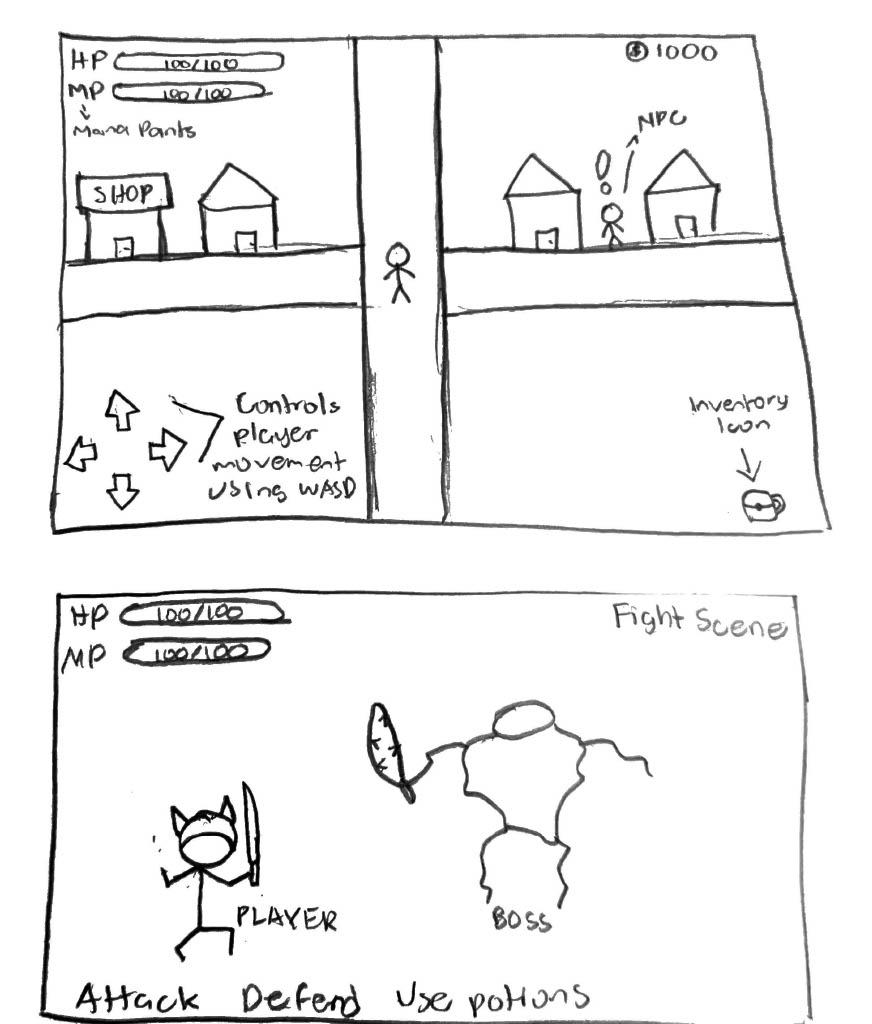 HP 100/100
MP 100/100
Mana Pants
$ 1000
NPC
!
SHOP
Controls
player
movement
using WASD
Inventory
Icon
HP 100/100
MP 100/100
Fight Scene
PLAYER
BOSS
Attack Defend Use potions